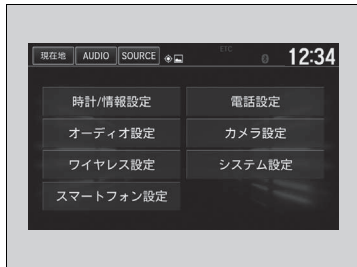 現在地 AUDIO SOURCE ETC 12:34
時計/情報設定 電話設定
オーディオ設定 カメラ設定
ワイヤレス設定 システム設定
スマートフォン設定